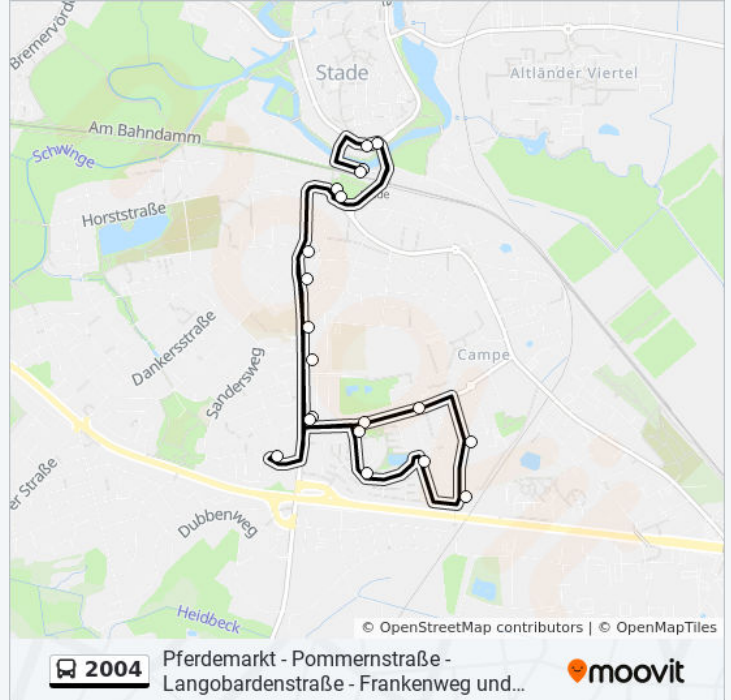 Bremervörde
Stade
Altländer Viertel
Am Bahndamm
Schwinge
de
Horststraße
Dankersstraße
Campe
Sandersweg
er Straße
Dubbenweg
Heidbeck
© OpenStreetMap contributors | © OpenMapTiles
2004
Pferdemarkt - Pommernstraße -
Langobardenstraße - Frankenweg und...
moovit